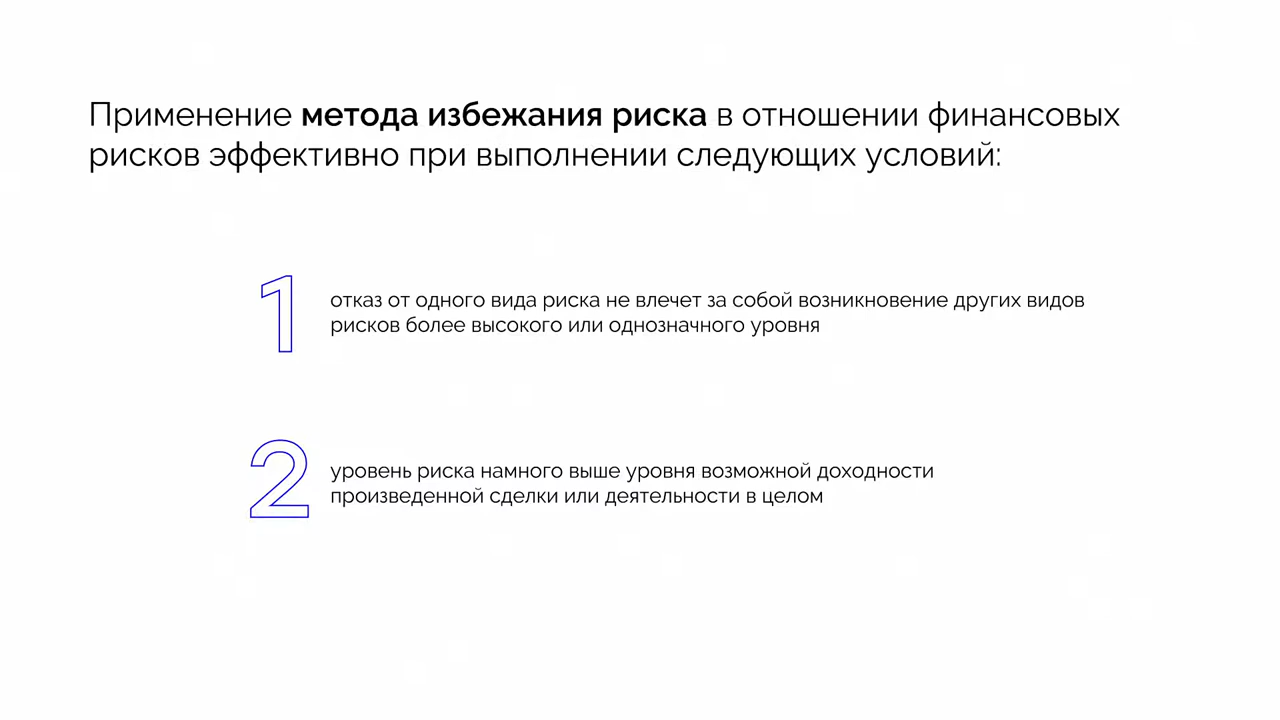 Применение метода избежания риска в отношении финансовых
рисков эффективно при выполнении следующих условий:
1
отказ от одного вида риска не влечет за собой возникновение других видов
рисков более высокого или однозначного уровня
2
уровень риска намного выше уровня возможной доходности
произведенной сделки или деятельности в целом